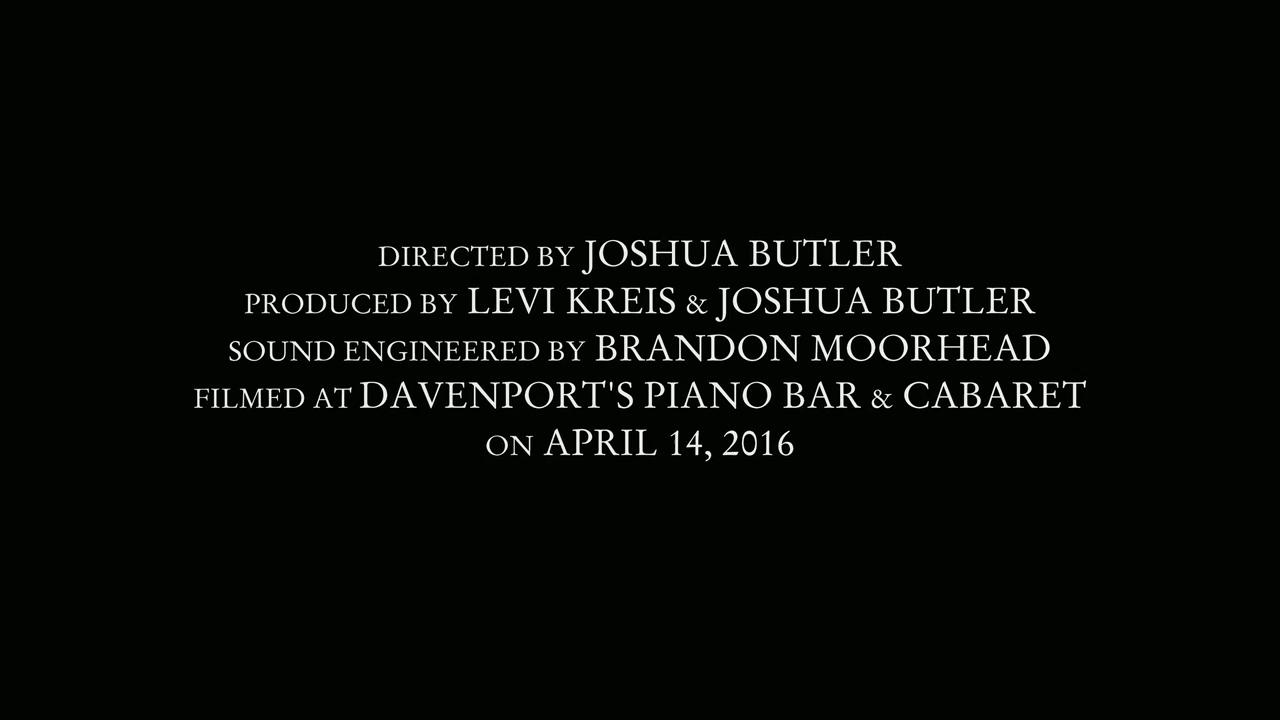 DIRECTED BY JOSHUA BUTLER
PRODUCED BY LEVI KREIS & JOSHUA BUTLER
SOUND ENGINEERED BY BRANDON MOORHEAD
FILMED AT DAVENPORT'S PIANO BAR & CABARET
ON APRIL 14, 2016